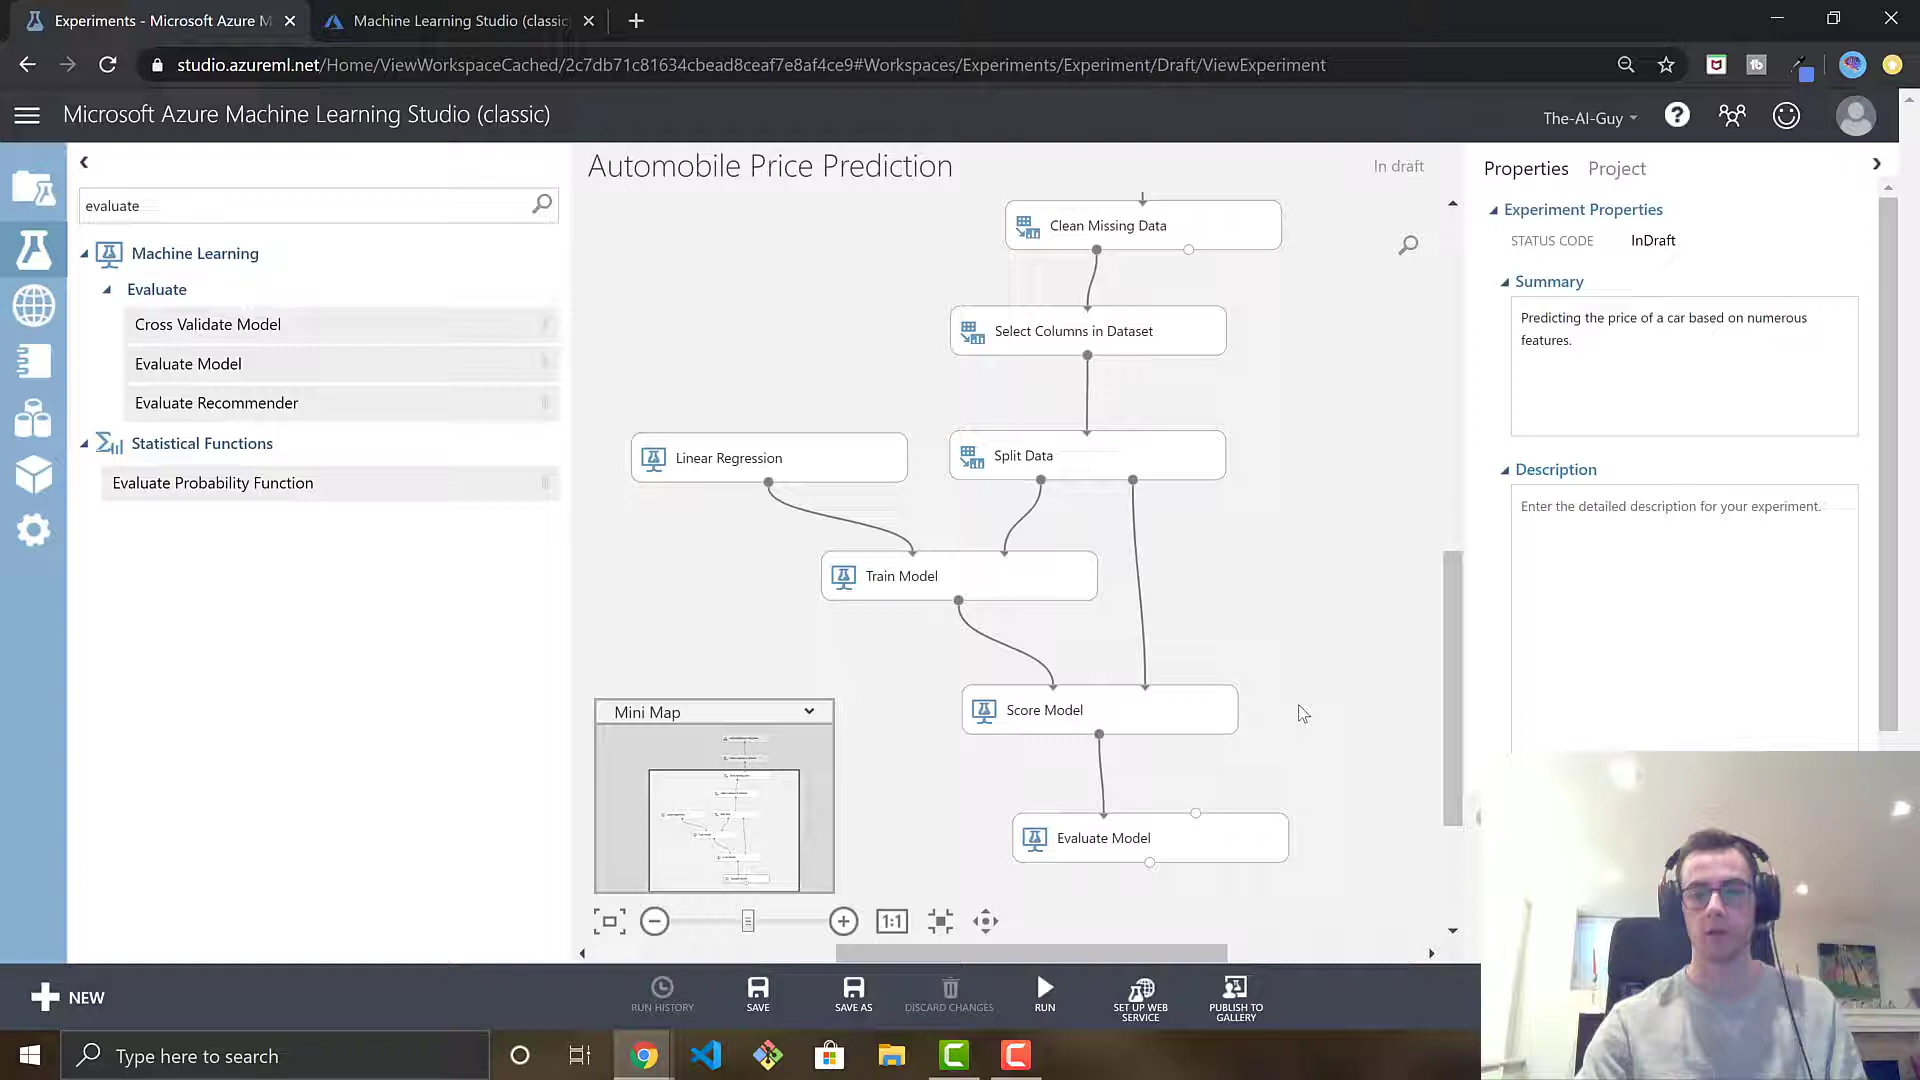 Experiments - Microsoft Azure M
Machine Learning Studio (classic
studio.azureml.net/Home/ViewWorkspaceCached/2c7db71c81634cbead8ceaf7e8af4ce9#Workspaces/Experiments/Experiment/Draft/ViewExperiment
Microsoft Azure Machine Learning Studio (classic)
The-AI-Guy
evaluate
Machine Learning
Evaluate
Cross Validate Model
Evaluate Model
Evaluate Recommender
Statistical Functions
Evaluate Probability Function
Automobile Price Prediction
In draft
Clean Missing Data
Select Columns in Dataset
Linear Regression
Split Data
Train Model
Score Model
Evaluate Model
Mini Map
1:1
Properties
Project
Experiment Properties
STATUS CODE
InDraft
Summary
Predicting the price of a car based on numerous
features.
Description
Enter the detailed description for your experiment.
NEW
RUN HISTORY
SAVE
SAVE AS
DISCARD CHANGES
RUN
SET UP WEB
SERVICE
PUBLISH TO
GALLERY
Type here to search